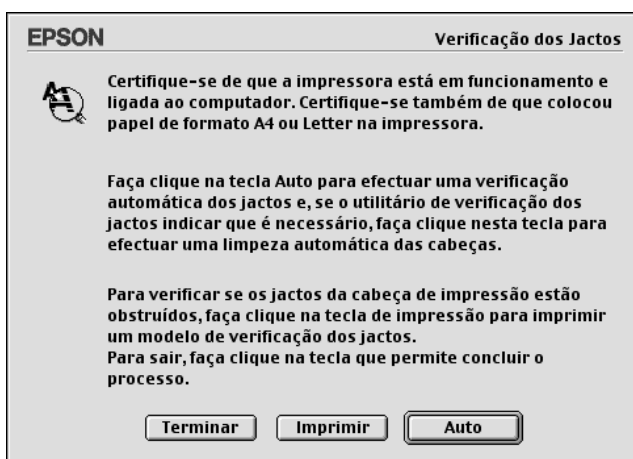 EPSON
Verificação dos Jactos
Certifique-se de que a impressora está em funcionamento e
ligada ao computador. Certifique-se também de que colocou
papel de formato A4 ou Letter na impressora.
Faça clique na tecla Auto para efectuar uma verificação
automática dos jactos e, se o utilitário de verificação dos
jactos indicar que é necessário, faça clique nesta tecla para
efectuar uma limpeza automática das cabeças.
Para verificar se os jactos da cabeça de impressão estão
obstruídos, faça clique na tecla de impressão para imprimir
um modelo de verificação dos jactos.
Para sair, faça clique na tecla que permite concluir o
processo.
Terminar
Imprimir
Auto